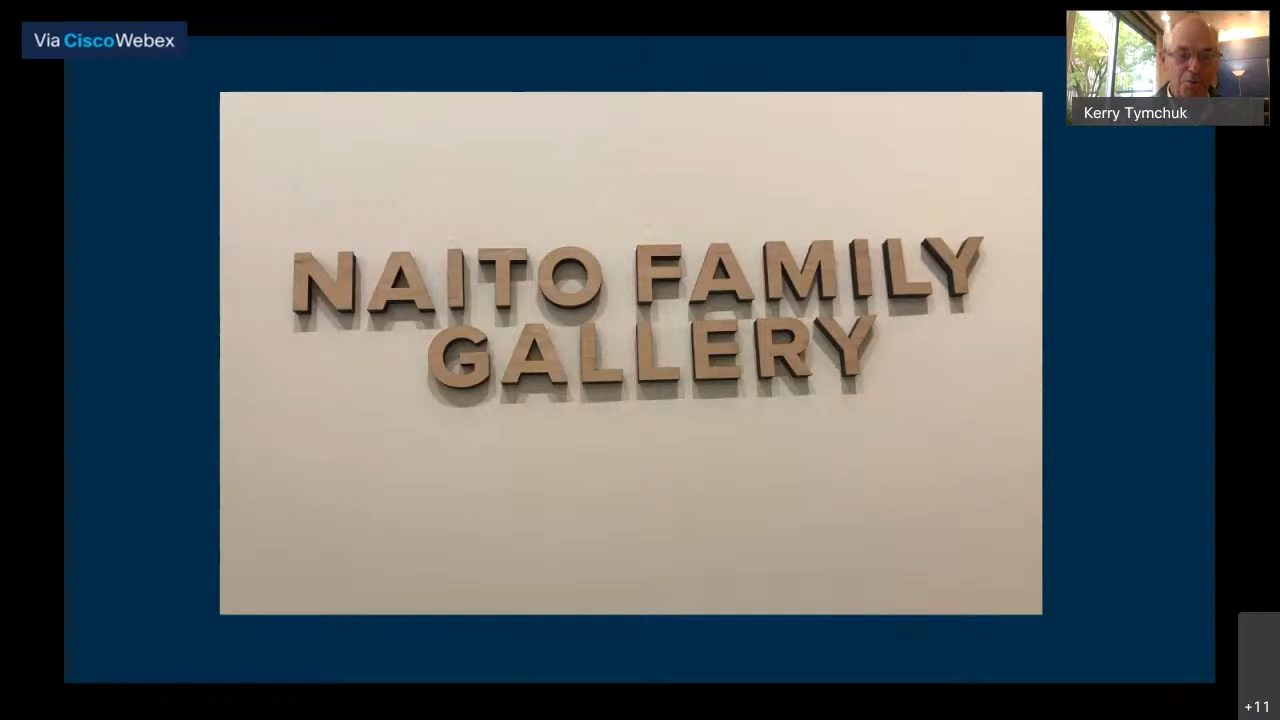 Via CiscoWebex
Kerry Tymchuk
NAITO FAMILY
GALLERY
+11